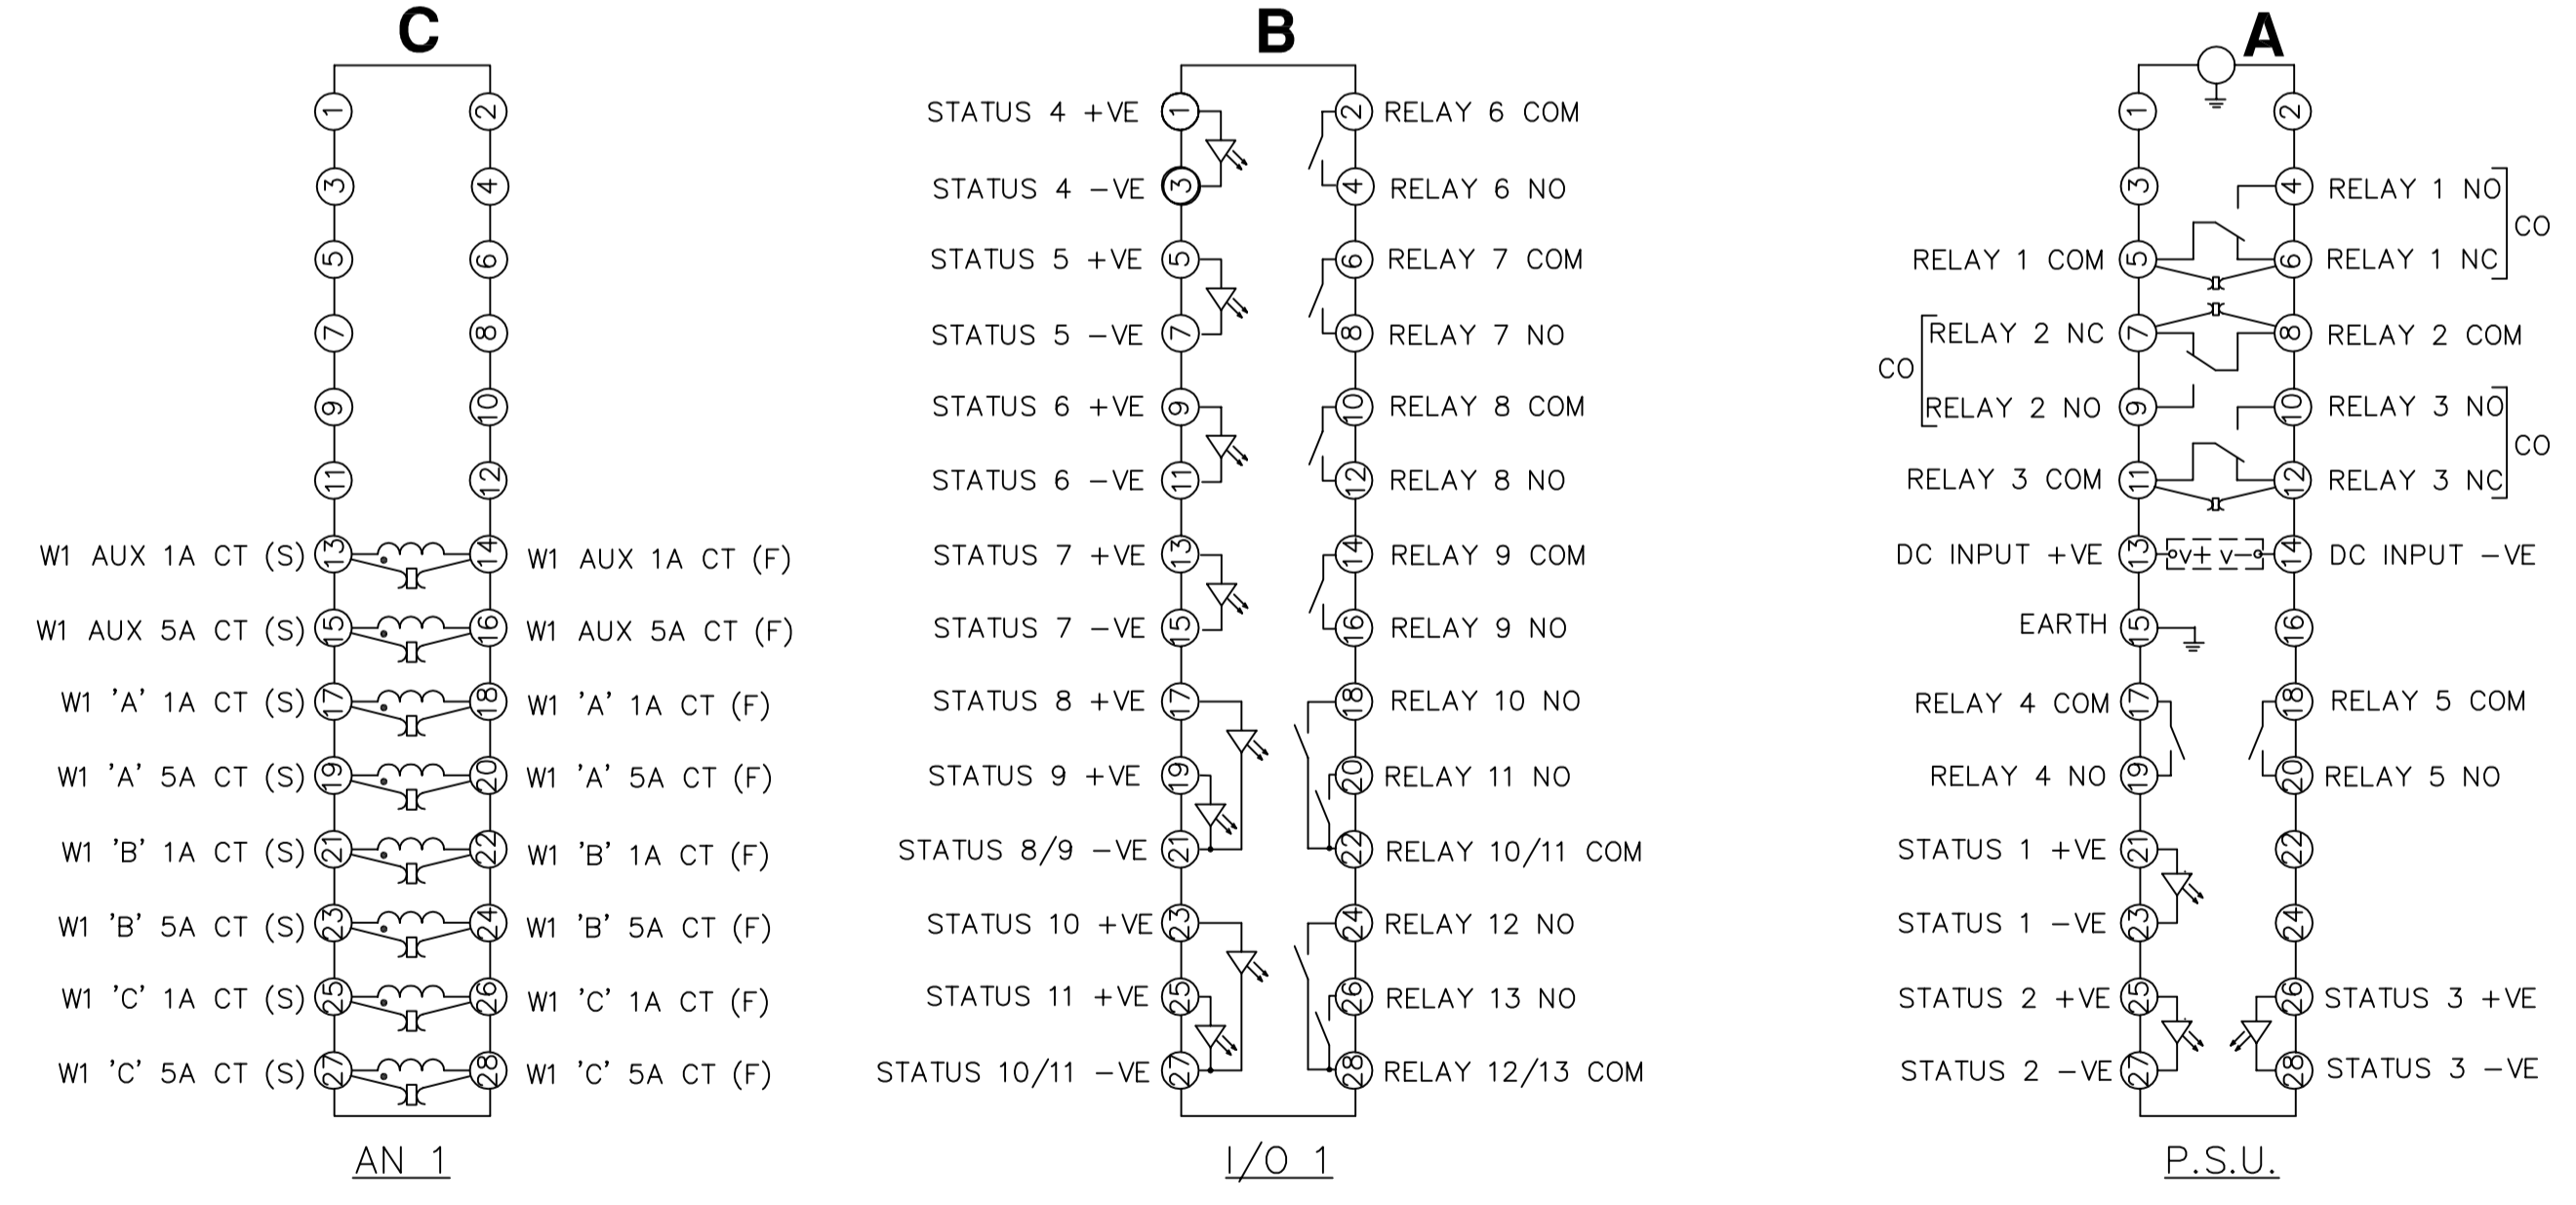 C
1 2
3 4
5 6
7 8
9 10
11 12
W1 AUX 1A CT (S) 13 14 W1 AUX 1A CT (F)
W1 AUX 5A CT (S) 15 16 W1 AUX 5A CT (F)
W1 'A' 1A CT (S) 17 18 W1 'A' 1A CT (F)
W1 'A' 5A CT (S) 19 20 W1 'A' 5A CT (F)
W1 'B' 1A CT (S) 21 22 W1 'B' 1A CT (F)
W1 'B' 5A CT (S) 23 24 W1 'B' 5A CT (F)
W1 'C' 1A CT (S) 25 26 W1 'C' 1A CT (F)
W1 'C' 5A CT (S) 27 28 W1 'C' 5A CT (F)
AN 1
B
STATUS 4 +VE 1 2 RELAY 6 COM
STATUS 4 −VE 3 4 RELAY 6 NO
STATUS 5 +VE 5 6 RELAY 7 COM
STATUS 5 −VE 7 8 RELAY 7 NO
STATUS 6 +VE 9 10 RELAY 8 COM
STATUS 6 −VE 11 12 RELAY 8 NO
STATUS 7 +VE 13 14 RELAY 9 COM
STATUS 7 −VE 15 16 RELAY 9 NO
STATUS 8 +VE 17 18 RELAY 10 NO
STATUS 9 +VE 19 20 RELAY 11 NO
STATUS 8/9 −VE 21 22 RELAY 10/11 COM
STATUS 10 +VE 23 24 RELAY 12 NO
STATUS 11 +VE 25 26 RELAY 13 NO
STATUS 10/11 −VE 27 28 RELAY 12/13 COM
I/O 1
A
1 2
3 4 RELAY 1 NO
CO
RELAY 1 COM 5 6 RELAY 1 NC
RELAY 2 NC 7 8 RELAY 2 COM
CO
RELAY 2 NO 9 10 RELAY 3 NO
CO
RELAY 3 COM 11 12 RELAY 3 NC
DC INPUT +VE 13 V+ V− 14 DC INPUT −VE
EARTH 15 16
RELAY 4 COM 17 18 RELAY 5 COM
RELAY 4 NO 19 20 RELAY 5 NO
STATUS 1 +VE 21 22
STATUS 1 −VE 23 24
STATUS 2 +VE 25 26 STATUS 3 +VE
STATUS 2 −VE 27 28 STATUS 3 −VE
P.S.U.